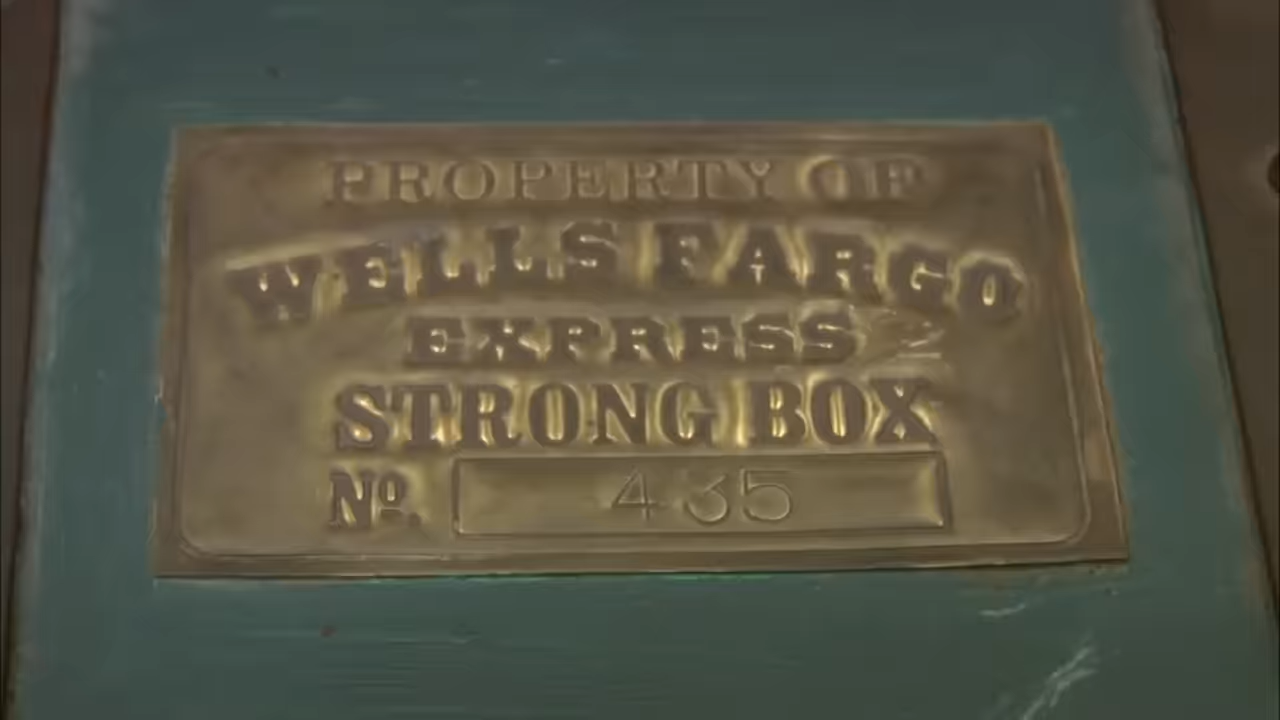 PROPERTY OF
WELLS FARGO
EXPRESS
STRONG BOX
Nº. 435